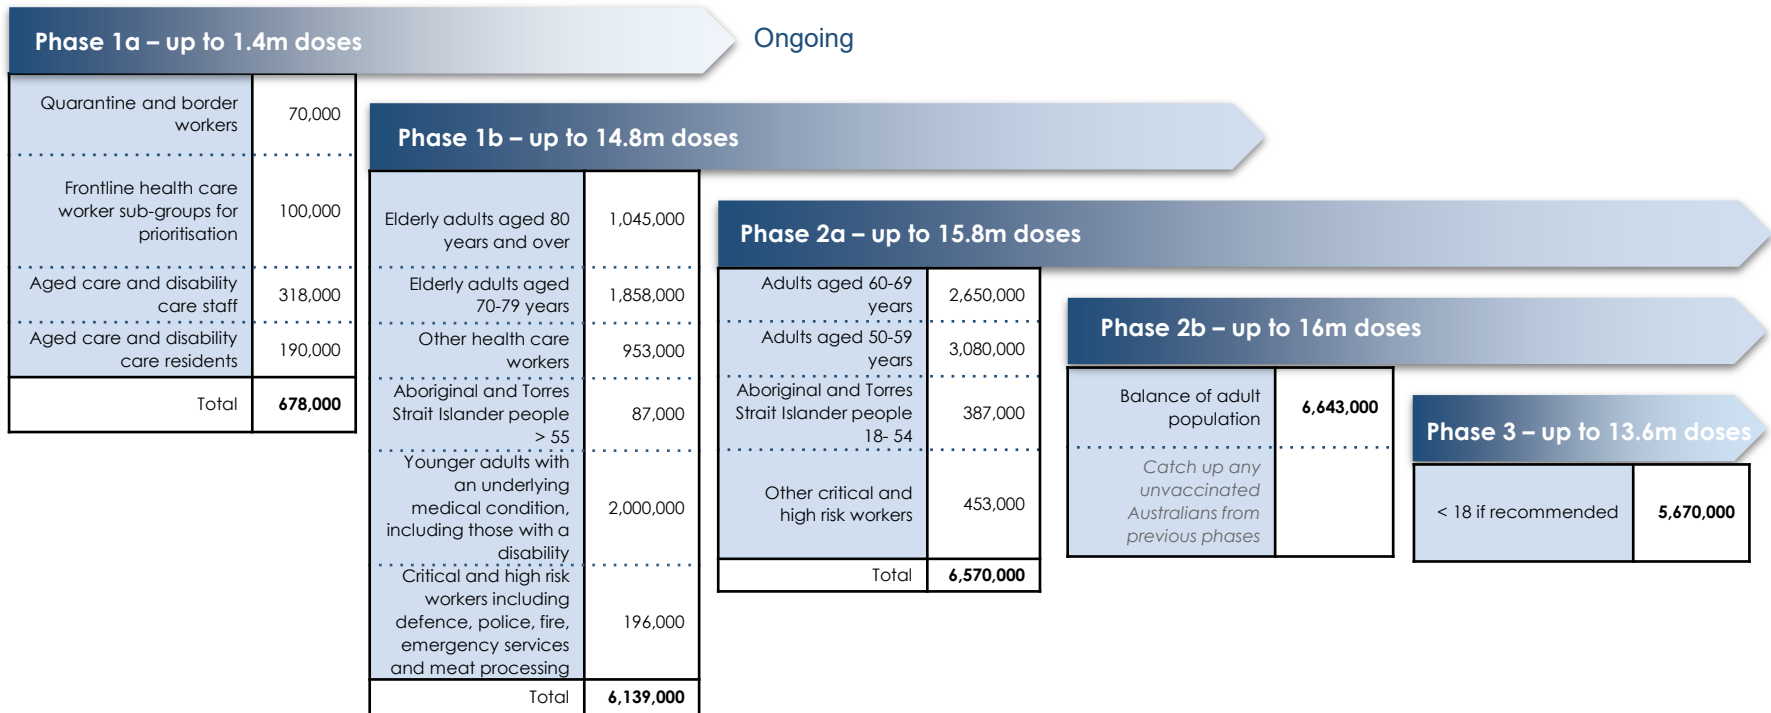 Phase 1a – up to 1.4m doses
Ongoing
Quarantine and border
workers
70,000
Frontline health care
worker sub-groups for
prioritisation
100,000
Aged care and disability
care staff
318,000
Aged care and disability
care residents
190,000
Total
678,000
Phase 1b – up to 14.8m doses
Elderly adults aged 80
years and over
1,045,000
Elderly adults aged
70-79 years
1,858,000
Other health care
workers
953,000
Aboriginal and Torres
Strait Islander people
> 55
87,000
Younger adults with
an underlying
medical condition,
including those with a
disability
2,000,000
Critical and high risk
workers including
defence, police, fire,
emergency services
and meat processing
196,000
Total
6,139,000
Phase 2a – up to 15.8m doses
Adults aged 60-69
years
2,650,000
Adults aged 50-59
years
3,080,000
Aboriginal and Torres
Strait Islander people
18- 54
387,000
Other critical and
high risk workers
453,000
Total
6,570,000
Phase 2b – up to 16m doses
Balance of adult
population
6,643,000
Catch up any
unvaccinated
Australians from
previous phases
Phase 3 – up to 13.6m doses
< 18 if recommended
5,670,000